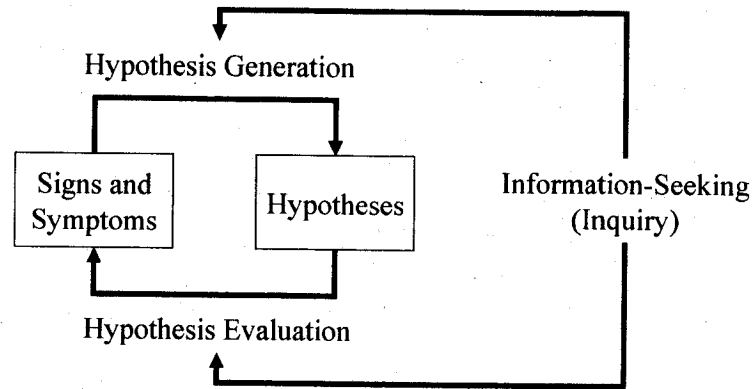 Hypothesis Generation
Signs and
Symptoms
Hypotheses
Information-Seeking
(Inquiry)
Hypothesis Evaluation